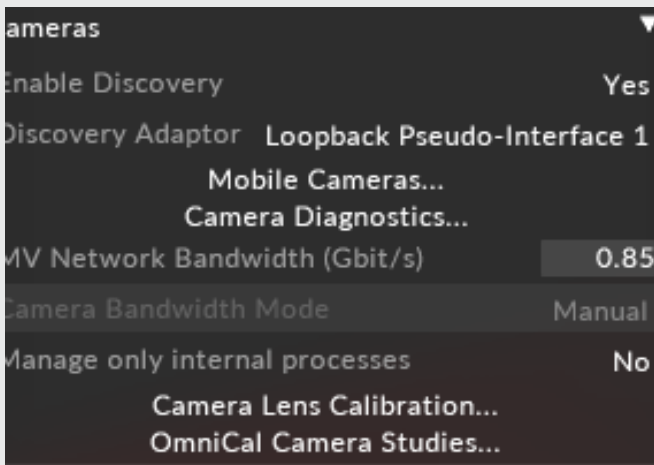 ameras
Enable Discovery Yes
Discovery Adaptor Loopback Pseudo-Interface 1
Mobile Cameras...
Camera Diagnostics...
MV Network Bandwidth (Gbit/s) 0.85
Camera Bandwidth Mode Manual
Manage only internal processes No
Camera Lens Calibration...
OmniCal Camera Studies...